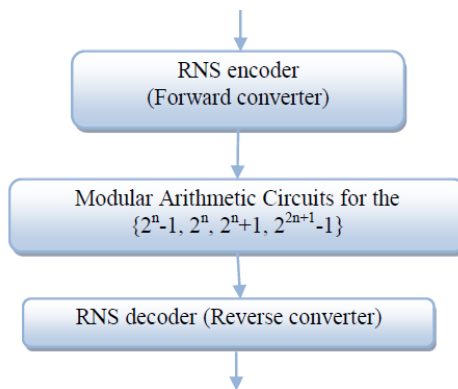 RNS encoder
(Forward converter)
Modular Arithmetic Circuits for the
{2ⁿ-1, 2ⁿ, 2ⁿ+1, 2²ⁿ⁺¹-1}
RNS decoder (Reverse converter)